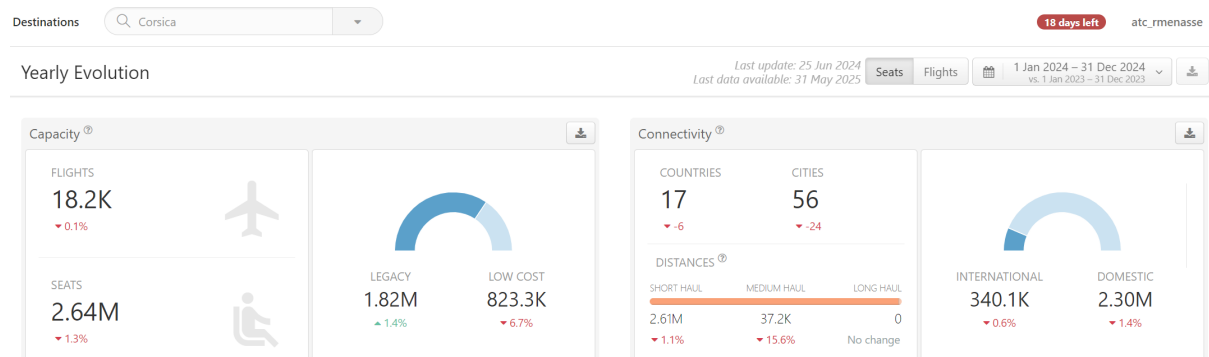 Destinations
Corsica
18 days left
atc_rmenasse
Yearly Evolution
Last update: 25 Jun 2024
Last data available: 31 May 2025
Seats
Flights
1 Jan 2024 – 31 Dec 2024
vs. 1 Jan 2023 – 31 Dec 2023
Capacity ?
FLIGHTS
18.2K
▼ 0.1%
SEATS
2.64M
▼ 1.3%
LEGACY
1.82M
▲ 1.4%
LOW COST
823.3K
▼ 6.7%
Connectivity ?
COUNTRIES
17
▼ -6
CITIES
56
▼ -24
DISTANCES ?
SHORT HAUL MEDIUM HAUL LONG HAUL
2.61M 37.2K 0
▼ 1.1% ▼ 15.6% No change
INTERNATIONAL
340.1K
▼ 0.6%
DOMESTIC
2.30M
▼ 1.4%